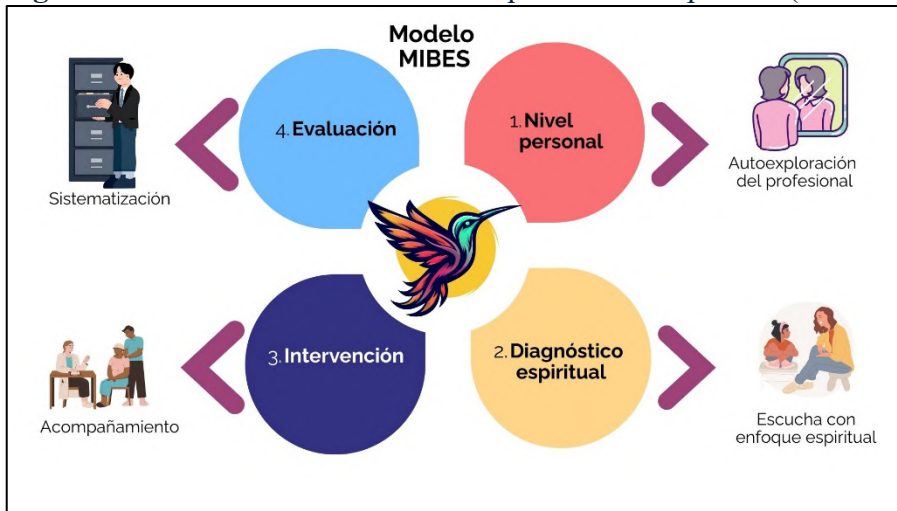 Modelo
MIBES
1. Nivel
personal
Autoexploración
del profesional
2. Diagnóstico
espiritual
Escucha con
enfoque espiritual
3. Intervención
Acompañamiento
4. Evaluación
Sistematización